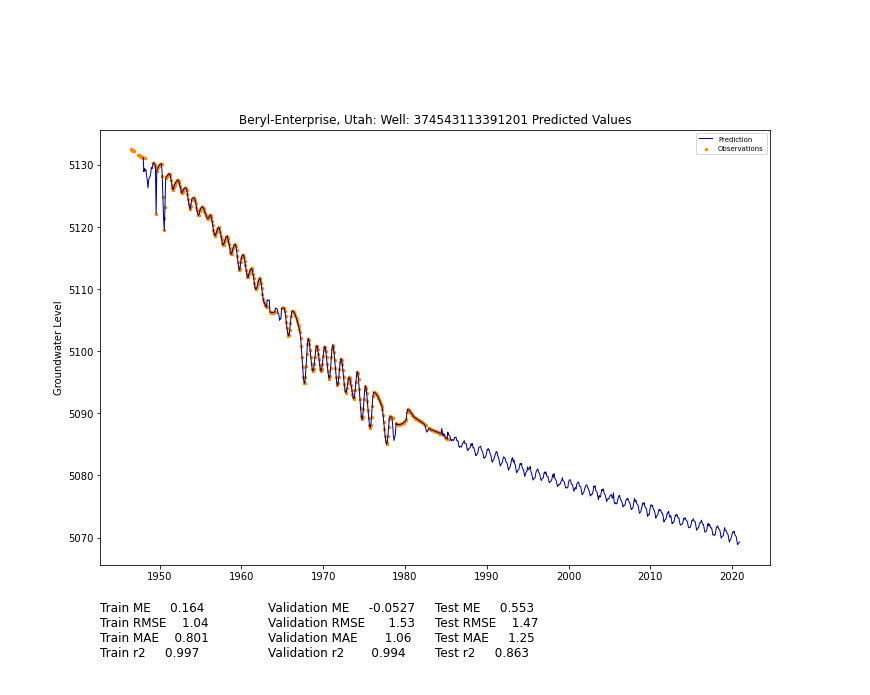 Beryl-Enterprise, Utah: Well: 374543113391201 Predicted Values
Prediction
Observations
Groundwater Level
5130
5120
5110
5100
5090
5080
5070
1950 1960 1970 1980 1990 2000 2010 2020
Train ME 0.164 Validation ME -0.0527 Test ME 0.553
Train RMSE 1.04 Validation RMSE 1.53 Test RMSE 1.47
Train MAE 0.801 Validation MAE 1.06 Test MAE 1.25
Train r2 0.997 Validation r2 0.994 Test r2 0.863